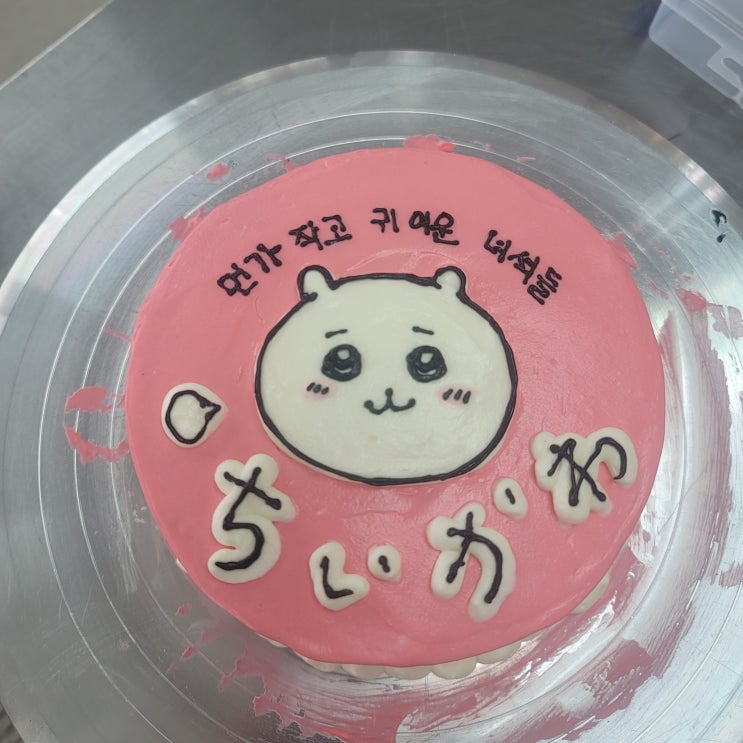 먼가 작고 귀여운 녀석들
ちいかわ